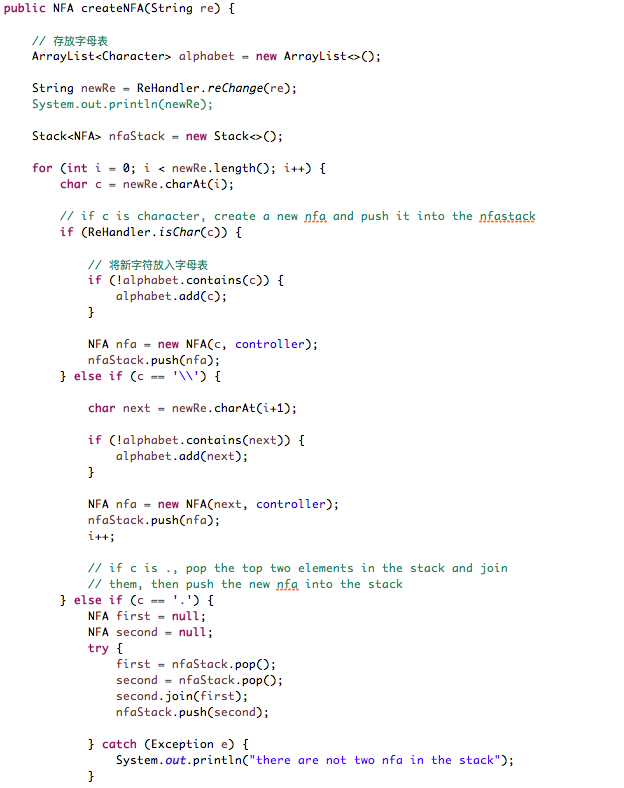 public NFA createNFA(String re) {
// 存放字母表
ArrayList<Character> alphabet = new ArrayList<>();
String newRe = ReHandler.reChange(re);
System.out.println(newRe);
Stack<NFA> nfaStack = new Stack<>();
for (int i = 0; i < newRe.length(); i++) {
char c = newRe.charAt(i);
// if c is character, create a new nfa and push it into the nfastack
if (ReHandler.isChar(c)) {
// 将新字符放入字母表
if (!alphabet.contains(c)) {
alphabet.add(c);
}
NFA nfa = new NFA(c, controller);
nfaStack.push(nfa);
} else if (c == '\\') {
char next = newRe.charAt(i+1);
if (!alphabet.contains(next)) {
alphabet.add(next);
}
NFA nfa = new NFA(next, controller);
nfaStack.push(nfa);
i++;
// if c is ., pop the top two elements in the stack and join
// them, then push the new nfa into the stack
} else if (c == '.') {
NFA first = null;
NFA second = null;
try {
first = nfaStack.pop();
second = nfaStack.pop();
second.join(first);
nfaStack.push(second);
} catch (Exception e) {
System.out.println("there are not two nfa in the stack");
}